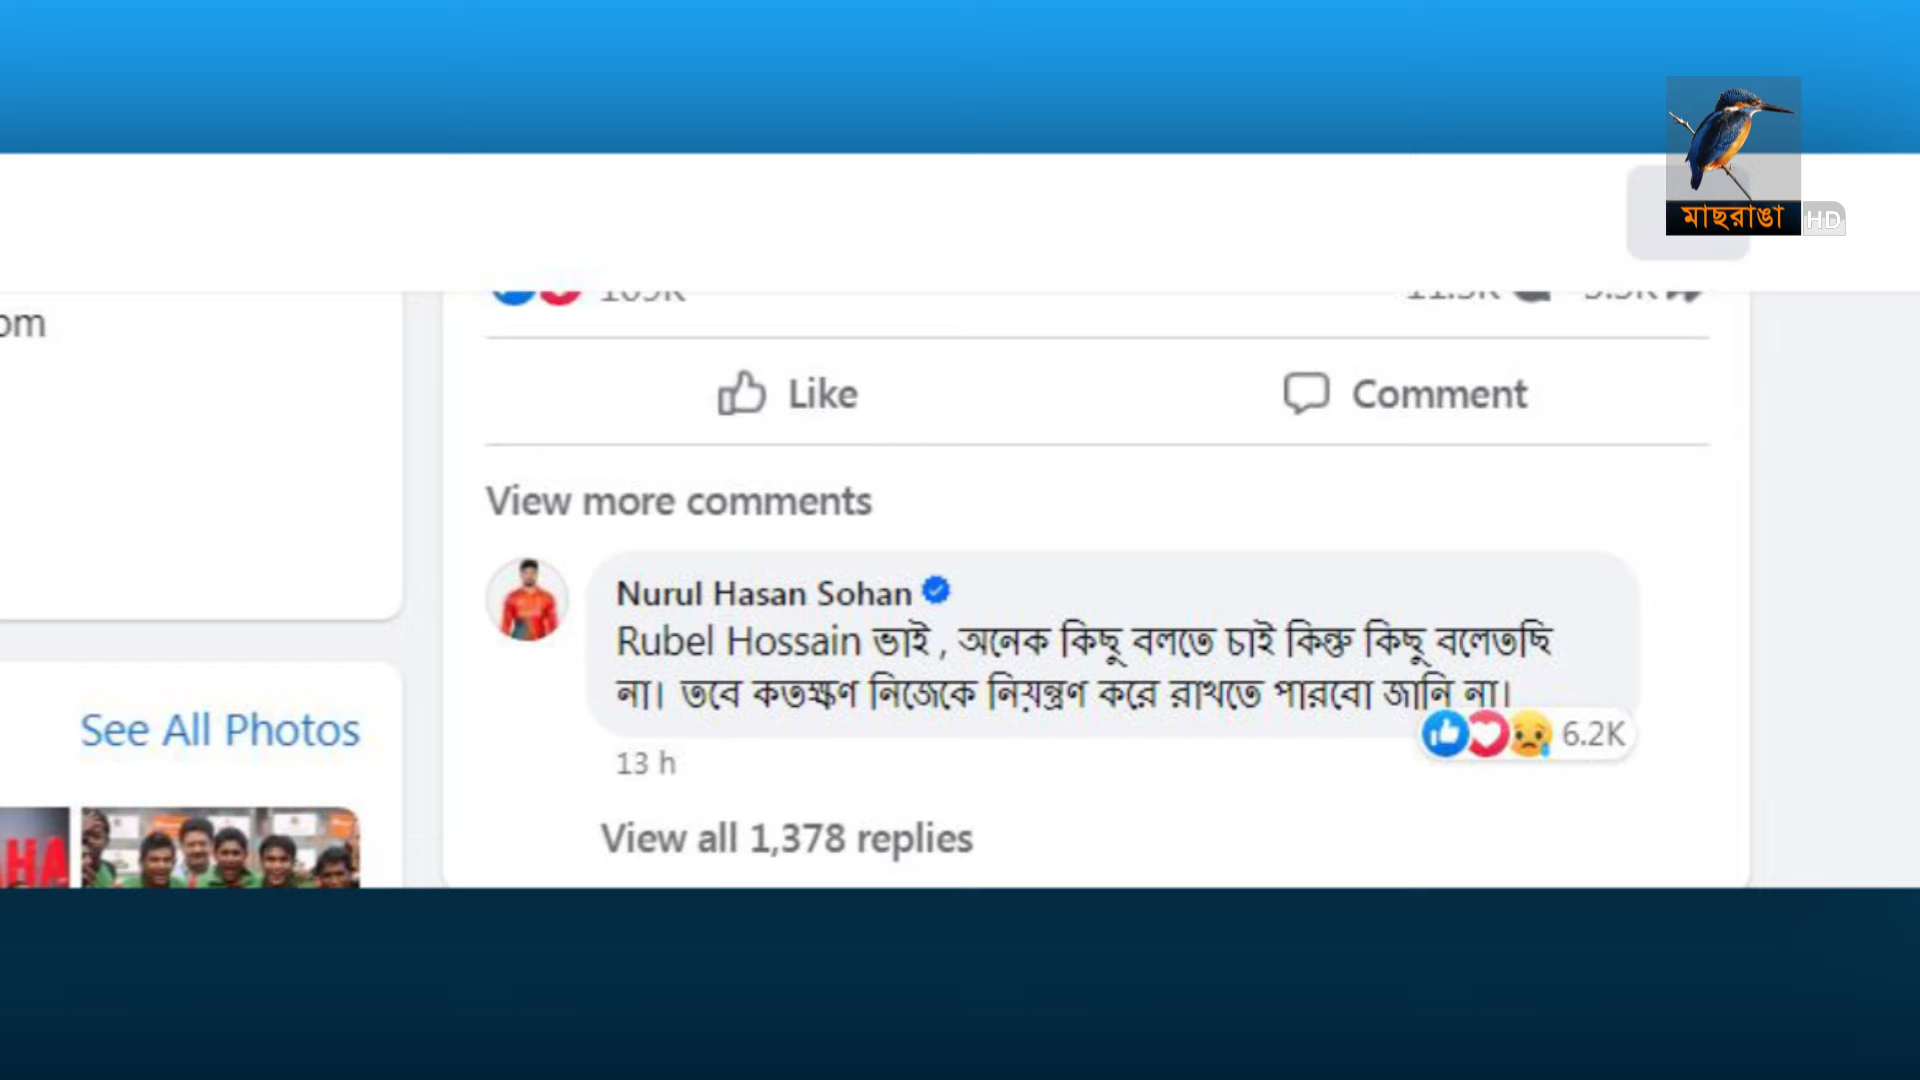 মাছরাঙা HD
om
Like
Comment
View more comments
Nurul Hasan Sohan
Rubel Hossain ভাই , অনেক কিছু বলতে চাই কিন্তু কিছু বলেতছি
না। তবে কতক্ষণ নিজেকে নিয়ন্ত্রণ করে রাখতে পারবো জানি না।
6.2K
13 h
View all 1,378 replies
See All Photos
HA